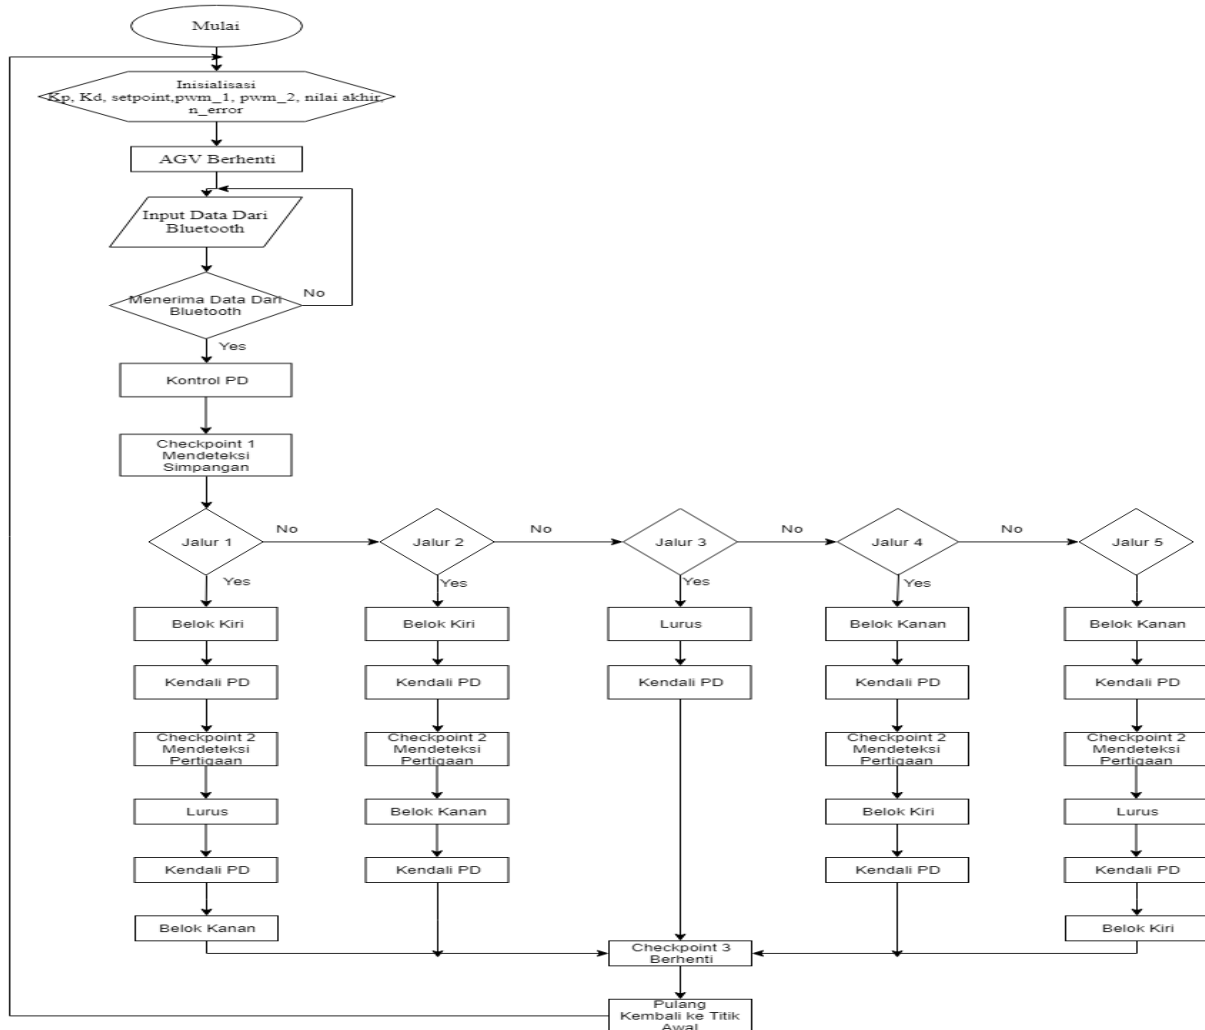 Mulai
Inisialisasi
Kp, Kd, setpoint,pwm_1, pwm_2, nilai akhir,
n_error
AGV Berhenti
Input Data Dari
Bluetooth
Menerima Data Dari
Bluetooth
No
Yes
Kontrol PD
Checkpoint 1
Mendeteksi
Simpangan
Jalur 1
No
Jalur 2
No
Jalur 3
No
Jalur 4
No
Jalur 5
Yes
Yes
Yes
Yes
Belok Kiri
Belok Kiri
Lurus
Belok Kanan
Belok Kanan
Kendali PD
Kendali PD
Kendali PD
Kendali PD
Kendali PD
Checkpoint 2
Mendeteksi
Pertigaan
Checkpoint 2
Mendeteksi
Pertigaan
Checkpoint 2
Mendeteksi
Pertigaan
Checkpoint 2
Mendeteksi
Pertigaan
Lurus
Belok Kanan
Belok Kiri
Lurus
Kendali PD
Kendali PD
Kendali PD
Kendali PD
Belok Kanan
Belok Kiri
Checkpoint 3
Berhenti
Pulang
Kembali ke Titik
Awal